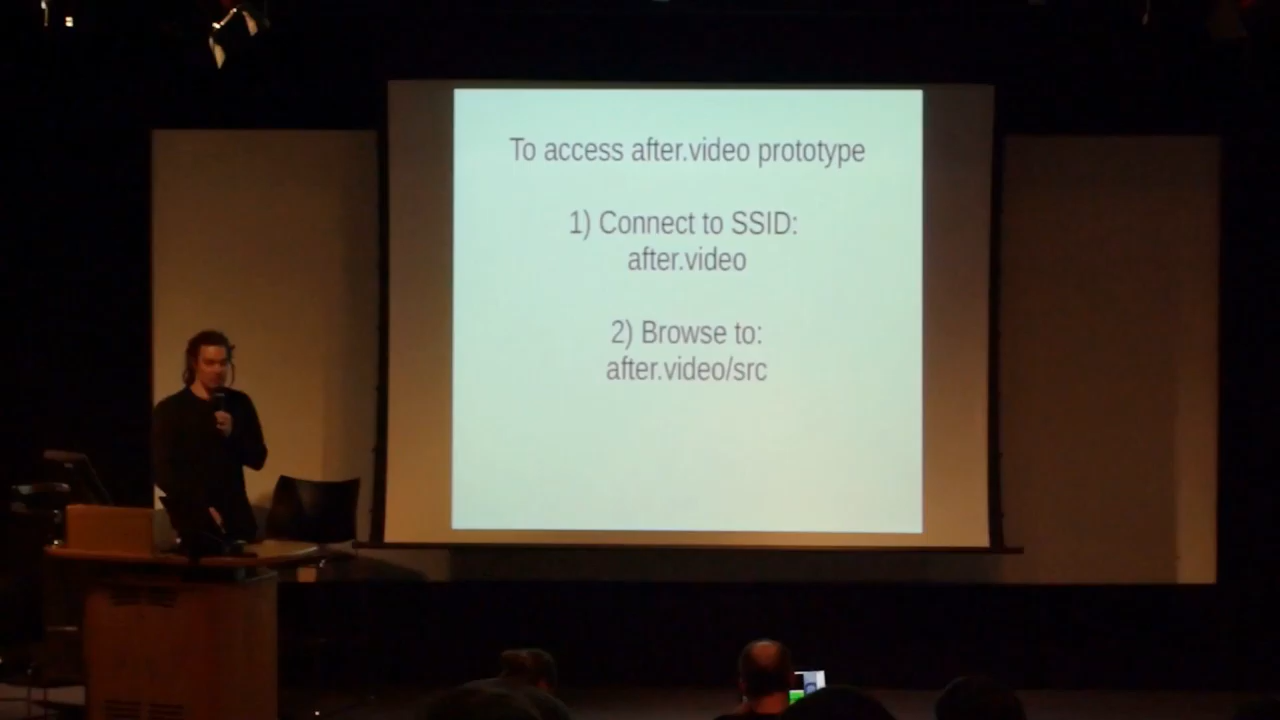 To access after.video prototype
1) Connect to SSID:
after.video
2) Browse to:
after.video/src